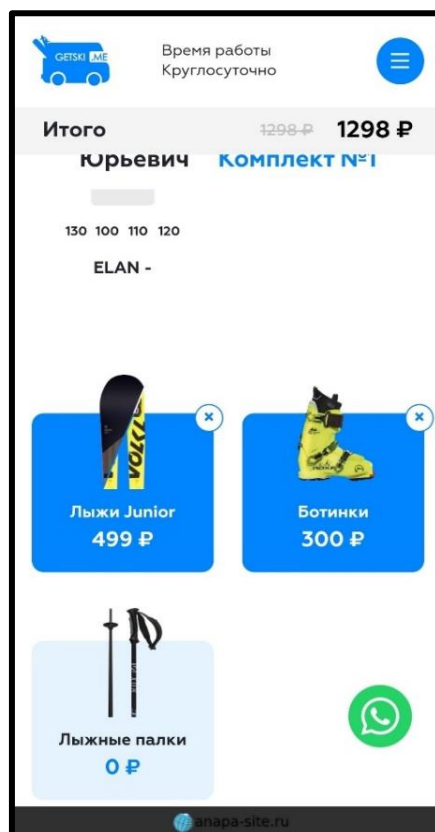 GETSKI .ME
Время работы
Круглосуточно
Итого 1298 ₽ 1298 ₽
Юрьевич Комплект №1
130 100 110 120
ELAN -
Лыжи Junior
499 ₽
Ботинки
300 ₽
Лыжные палки
0 ₽
anapa-site.ru